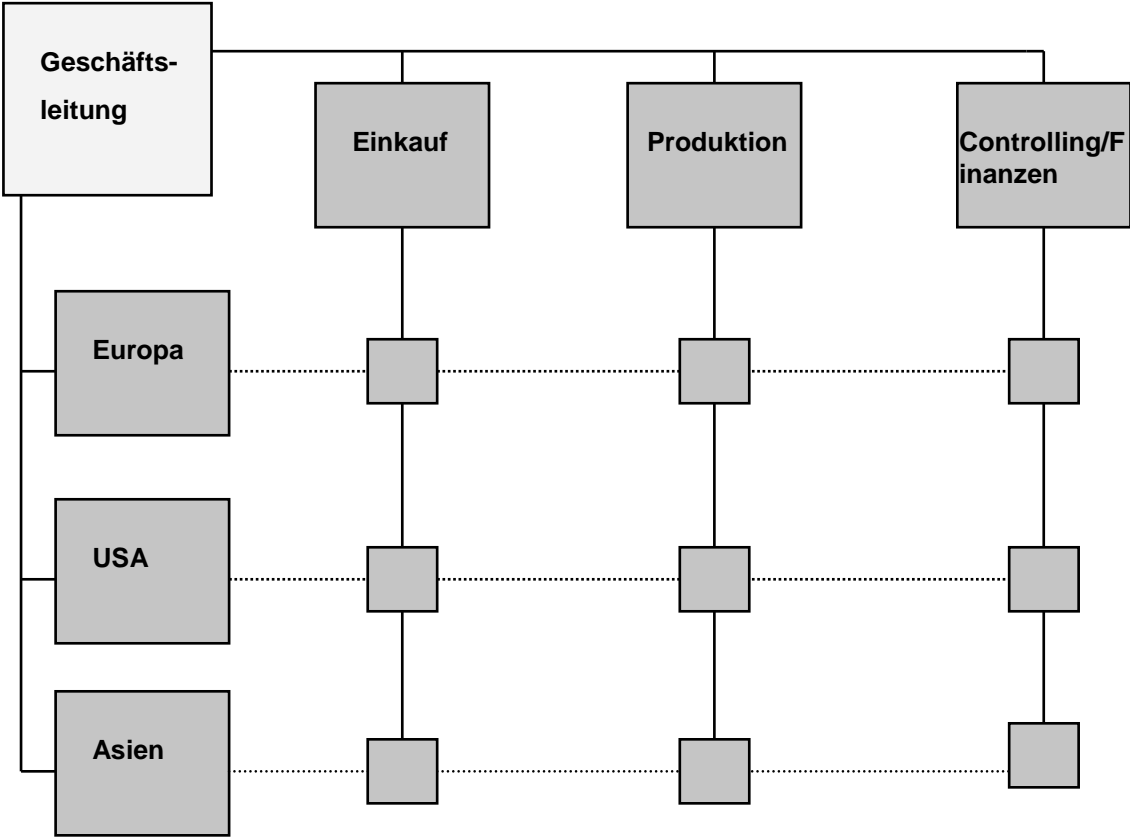 Geschäfts-
leitung
Einkauf
Produktion
Controlling/F
inanzen
Europa
USA
Asien